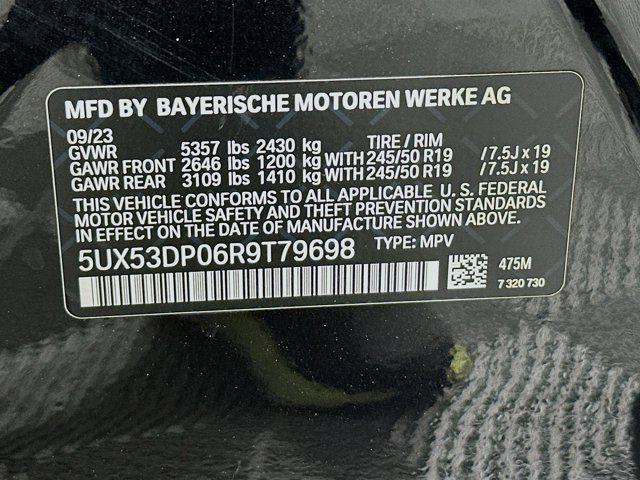 MFD BY BAYERISCHE MOTOREN WERKE AG
09/23 TIRE / RIM
GVWR 5357 lbs 2430 kg
GAWR FRONT 2646 lbs 1200 kg WITH 245/50 R19 /7.5J x 19
GAWR REAR 3109 lbs 1410 kg WITH 245/50 R19 /7.5J x 19
THIS VEHICLE CONFORMS TO ALL APPLICABLE U. S. FEDERAL
MOTOR VEHICLE SAFETY AND THEFT PREVENTION STANDARDS
IN EFFECT ON THE DATE OF MANUFACTURE SHOWN ABOVE.
5UX53DP06R9T79698 TYPE: MPV
475M
7 320 730